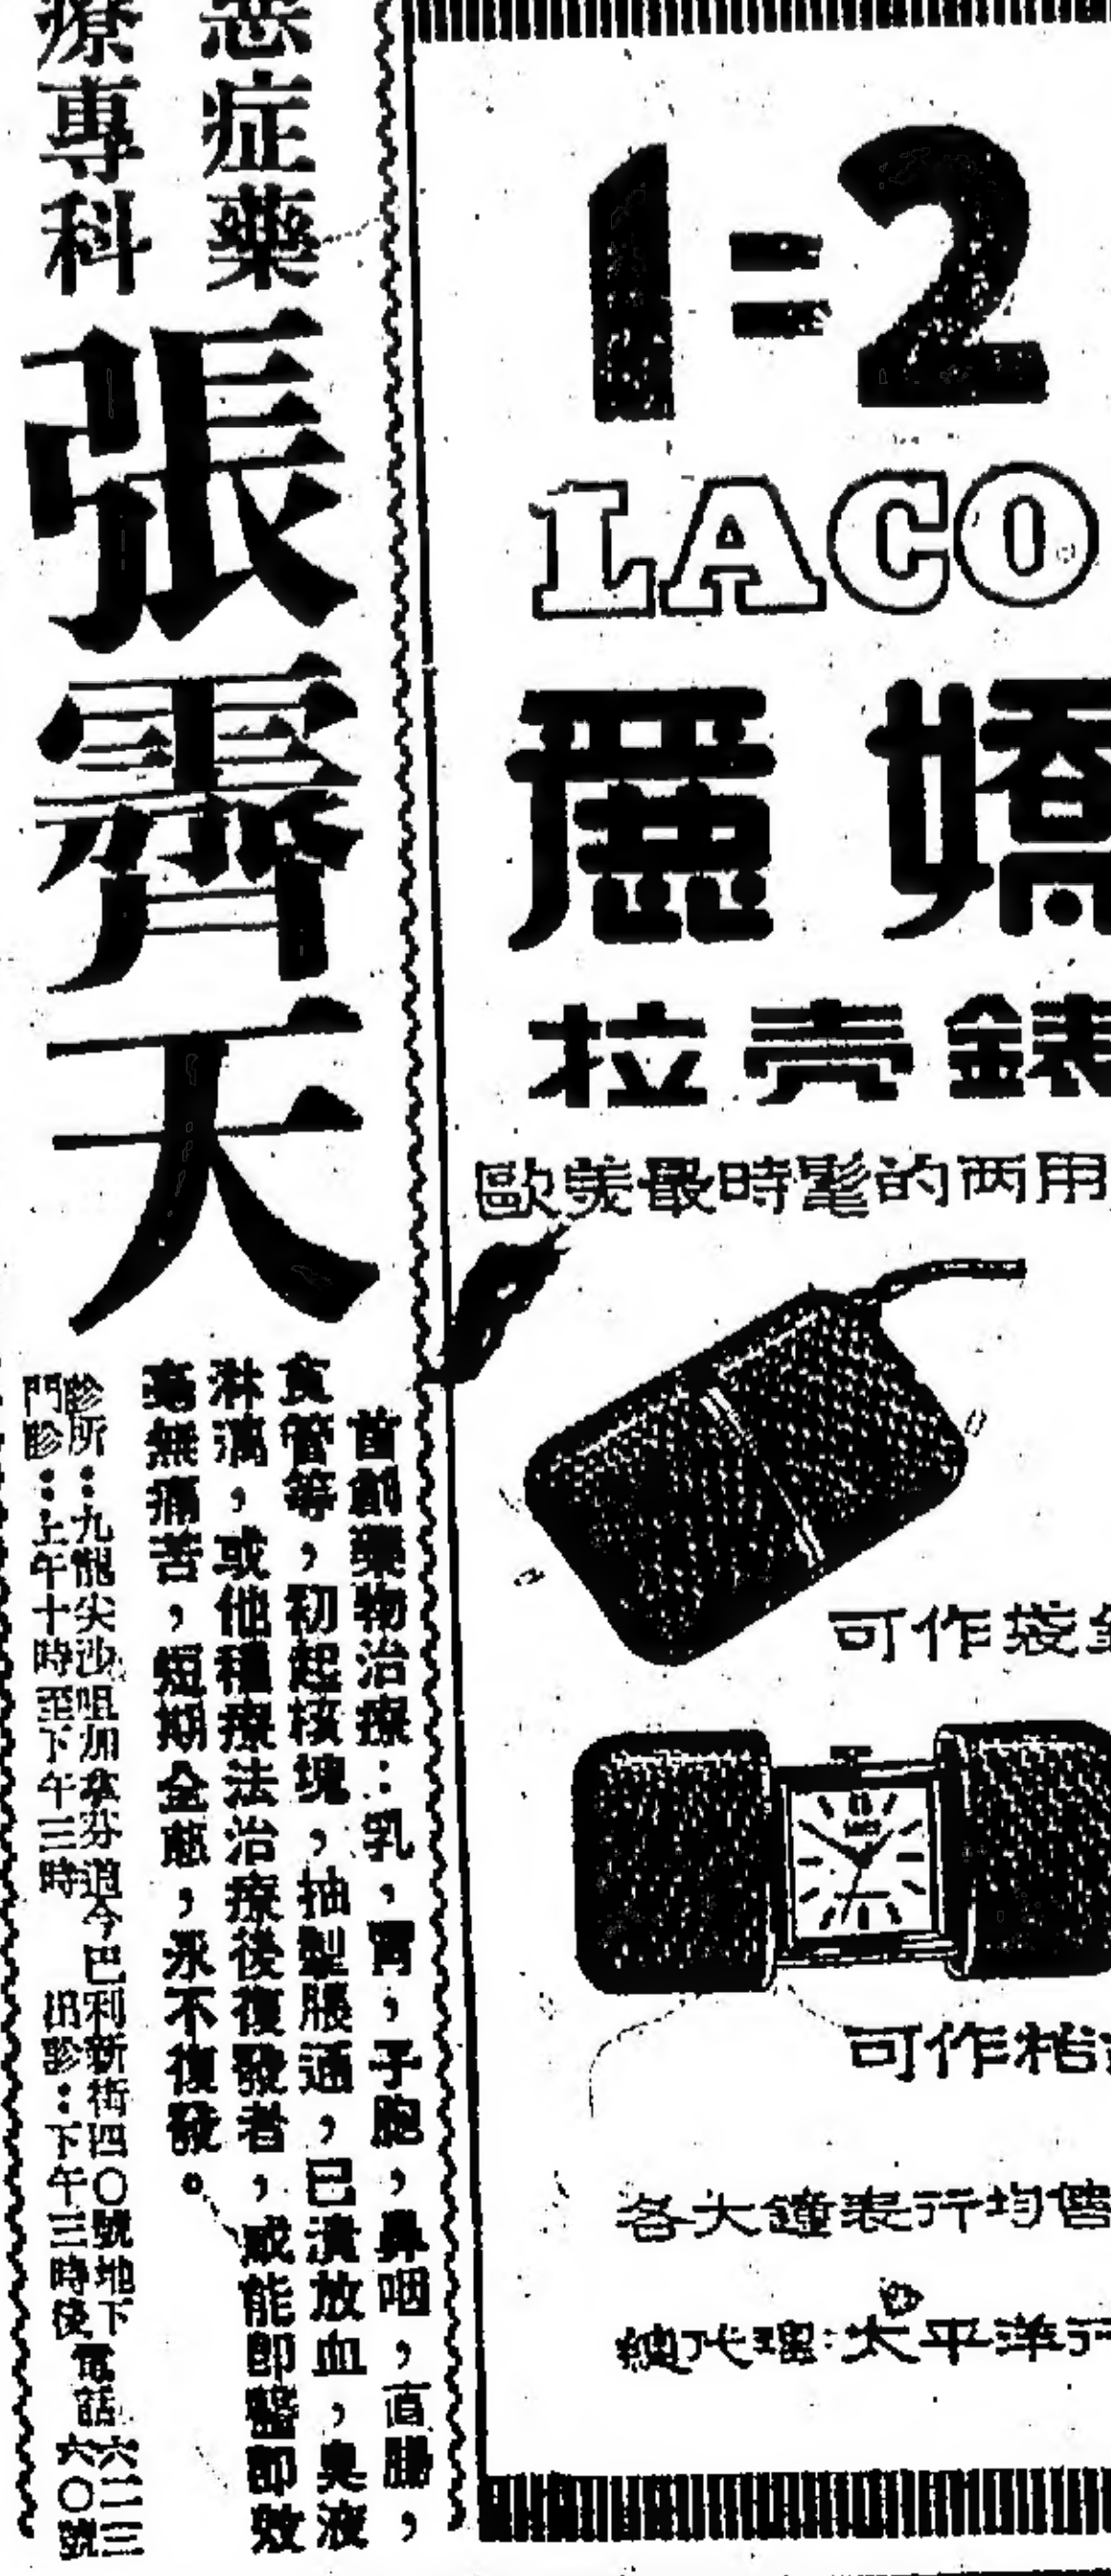 惡症藥
療專科
張霽天
首創藥物治療：乳，胃，子胞，鼻咽，直腸，
食管等，初起核塊，抽掣脹通，已潰放血，臭液
淋漓，或他種療法治療後復發者，咸能即醫即效
毫無痛苦，短期全愈，永不復發。
診所：九龍尖沙咀加拿芬道今巴利新街四〇號地下
門診：上午十時至下午三時　出診：下午三時後
電話六二三六〇號
1=2
LACO
麗嬌
拉壳錶
歐美最時髦的两用
可作袋
可作枱
各大鐘表行均售
總代理：太平洋行